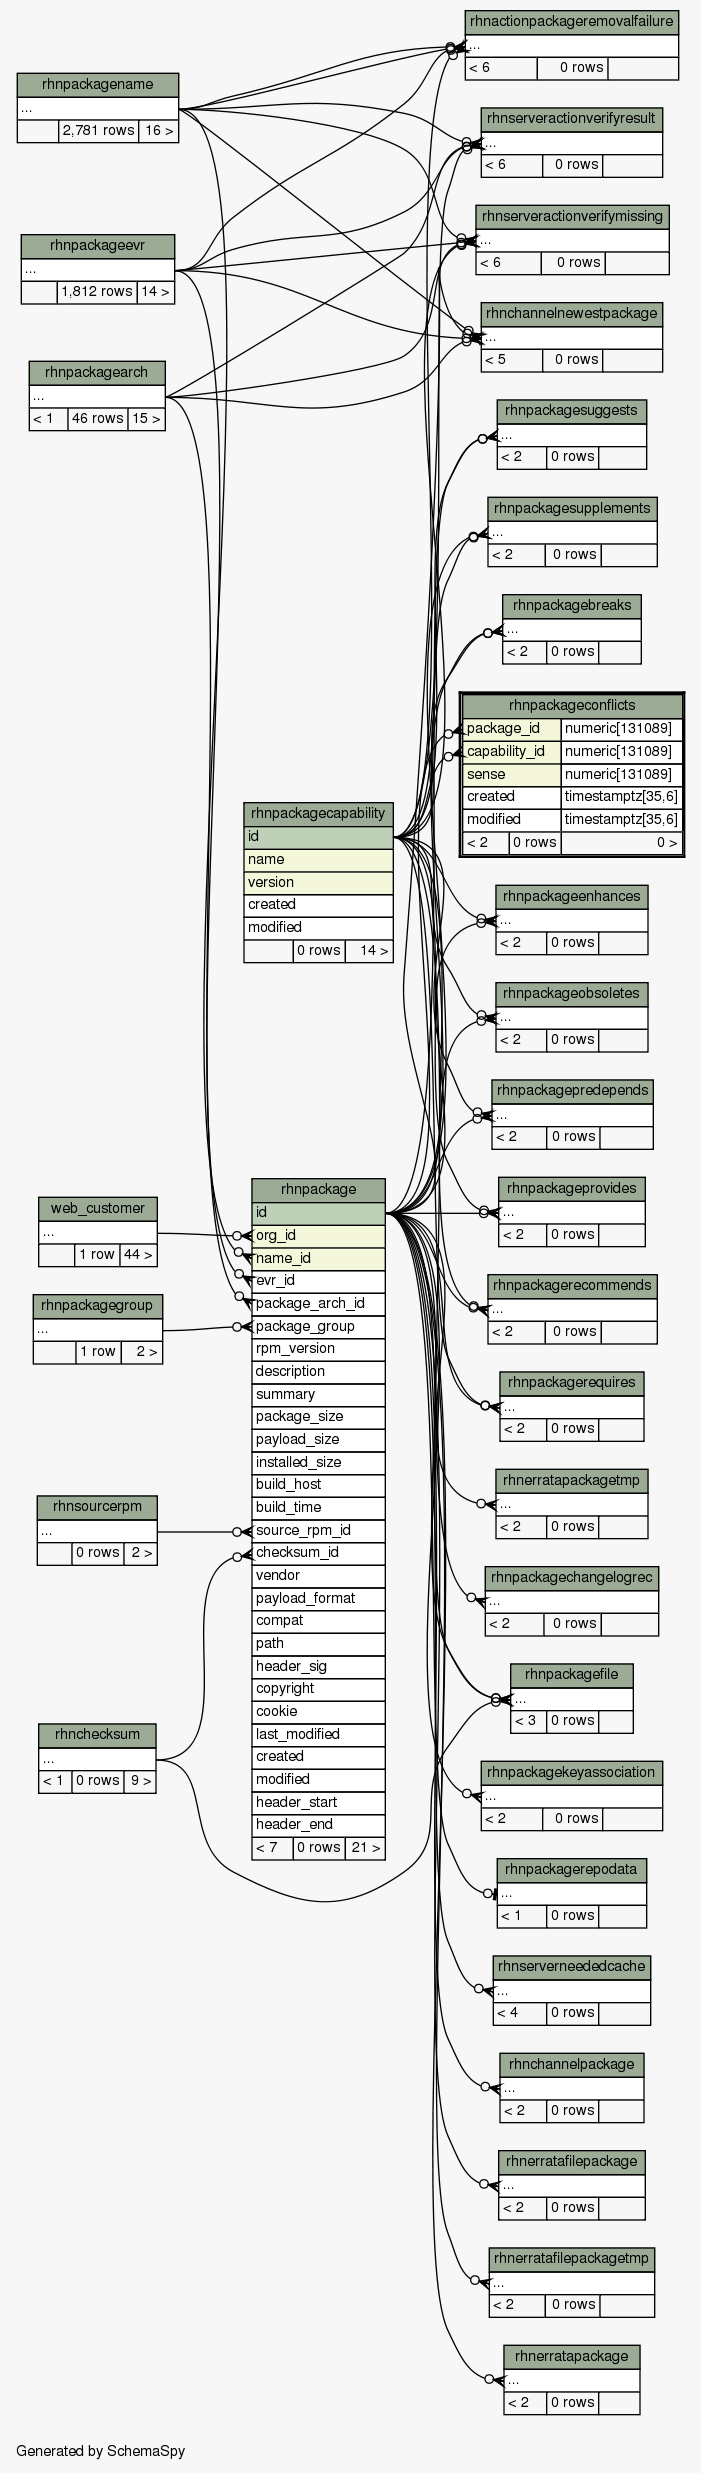 rhnactionpackageremovalfailure
...
< 6 0 rows
rhnpackagename
...
2,781 rows 16 >
rhnserveractionverifyresult
...
< 6 0 rows
rhnserveractionverifymissing
...
< 6 0 rows
rhnpackageevr
...
1,812 rows 14 >
rhnchannelnewestpackage
...
< 5 0 rows
rhnpackagearch
...
< 1 46 rows 15 >
rhnpackagesuggests
...
< 2 0 rows
rhnpackagesupplements
...
< 2 0 rows
rhnpackagebreaks
...
< 2 0 rows
rhnpackageconflicts
package_id numeric[131089]
capability_id numeric[131089]
sense numeric[131089]
created timestamptz[35,6]
modified timestamptz[35,6]
< 2 0 rows 0 >
rhnpackagecapability
id
name
version
created
modified
0 rows 14 >
rhnpackageenhances
...
< 2 0 rows
rhnpackageobsoletes
...
< 2 0 rows
rhnpackagepredepends
...
< 2 0 rows
rhnpackageprovides
...
< 2 0 rows
rhnpackagerecommends
...
< 2 0 rows
rhnpackagerequires
...
< 2 0 rows
rhnerratapackagetmp
...
< 2 0 rows
rhnpackagechangelogrec
...
< 2 0 rows
rhnpackagefile
...
< 3 0 rows
rhnpackagekeyassociation
...
< 2 0 rows
rhnpackagerepodata
...
< 1 0 rows
rhnserverneededcache
...
< 4 0 rows
rhnchannelpackage
...
< 2 0 rows
rhnerratafilepackage
...
< 2 0 rows
rhnerratafilepackagetmp
...
< 2 0 rows
rhnerratapackage
...
< 2 0 rows
rhnpackage
id
org_id
name_id
evr_id
package_arch_id
package_group
rpm_version
description
summary
package_size
payload_size
installed_size
build_host
build_time
source_rpm_id
checksum_id
vendor
payload_format
compat
path
header_sig
copyright
cookie
last_modified
created
modified
header_start
header_end
< 7 0 rows 21 >
web_customer
...
1 row 44 >
rhnpackagegroup
...
1 row 2 >
rhnsourcerpm
...
0 rows 2 >
rhnchecksum
...
< 1 0 rows 9 >
Generated by SchemaSpy